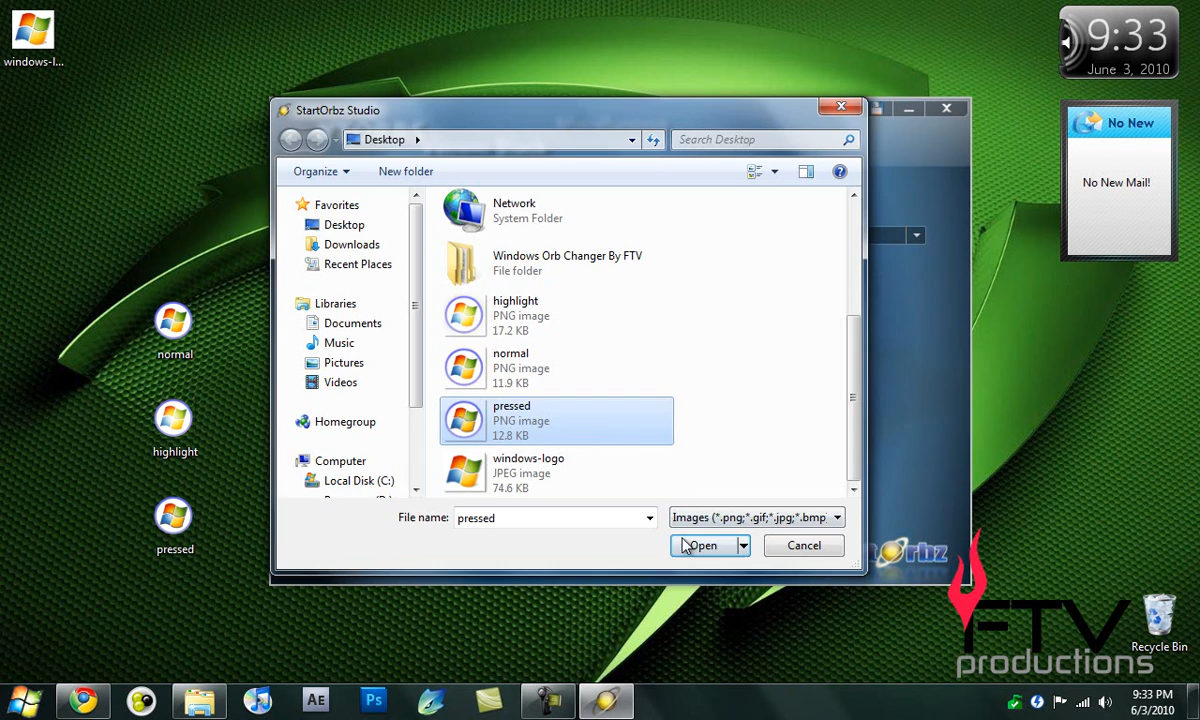 windows-l...
9:33
June 3, 2010
No New
No New Mail!
normal
highlight
pressed
StartOrbz Studio
Desktop
Search Desktop
Organize
New folder
Favorites
Desktop
Downloads
Recent Places
Libraries
Documents
Music
Pictures
Videos
Homegroup
Computer
Local Disk (C:)
Network
System Folder
Windows Orb Changer By FTV
File folder
highlight
PNG image
17.2 KB
normal
PNG image
11.9 KB
pressed
PNG image
12.8 KB
windows-logo
JPEG image
74.6 KB
File name:
pressed
Images (*.png;*.gif;*.jpg;*.bmp
Open
Cancel
FTV
productions
Recycle Bin
AE
Ps
9:33 PM
6/3/2010